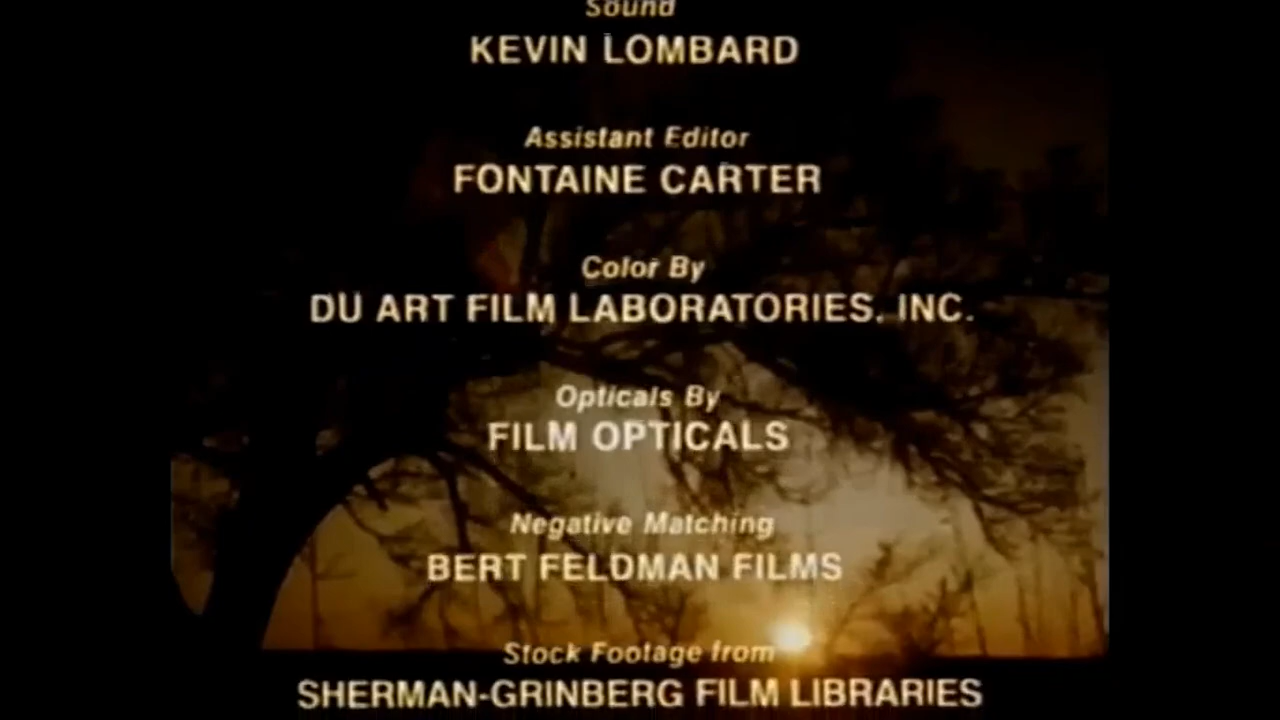 Sound
KEVIN LOMBARD
Assistant Editor
FONTAINE CARTER
Color By
DU ART FILM LABORATORIES, INC.
Opticals By
FILM OPTICALS
Negative Matching
BERT FELDMAN FILMS
Stock Footage from
SHERMAN-GRINBERG FILM LIBRARIES